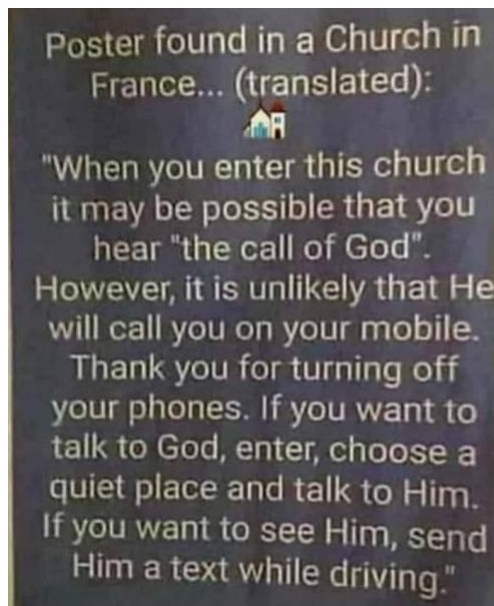 Poster found in a Church in
France... (translated):
"When you enter this church
it may be possible that you
hear "the call of God".
However, it is unlikely that He
will call you on your mobile.
Thank you for turning off
your phones. If you want to
talk to God, enter, choose a
quiet place and talk to Him.
If you want to see Him, send
Him a text while driving."